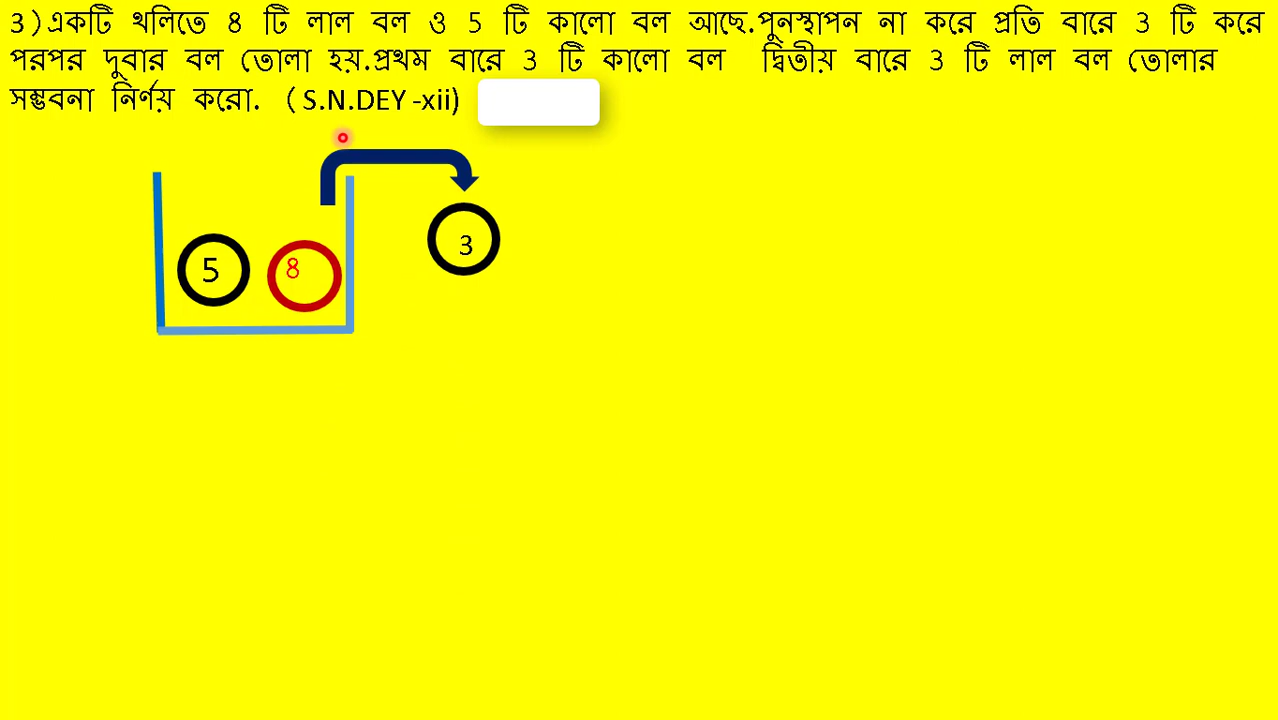 3)একটি থলিতে 8 টি লাল বল ও 5 টি কালো বল আছে.পুনস্থাপন না করে প্রতি বারে 3 টি করে
পরপর দুবার বল তোলা হয়.প্রথম বারে 3 টি কালো বল দ্বিতীয় বারে 3 টি লাল বল তোলার
সম্ভবনা নির্ণয় করো. (S.N.DEY -xii)
3
5 8